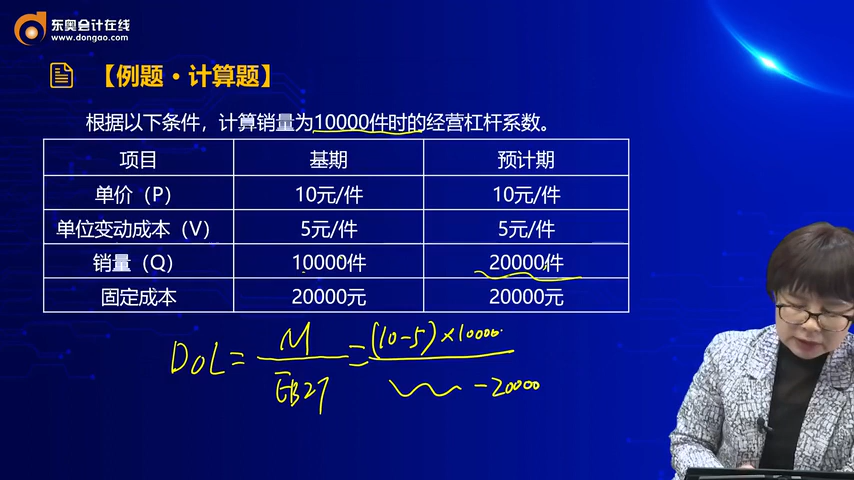 东奥会计在线
www.dongao.com
【例题·计算题】
根据以下条件，计算销量为10000件时的经营杠杆系数。
项目 基期 预计期
单价（P） 10元/件 10元/件
单位变动成本（V） 5元/件 5元/件
销量（Q） 10000件 20000件
固定成本 20000元 20000元
DOL = M / EBIT = (10-5)×10000 / -20000